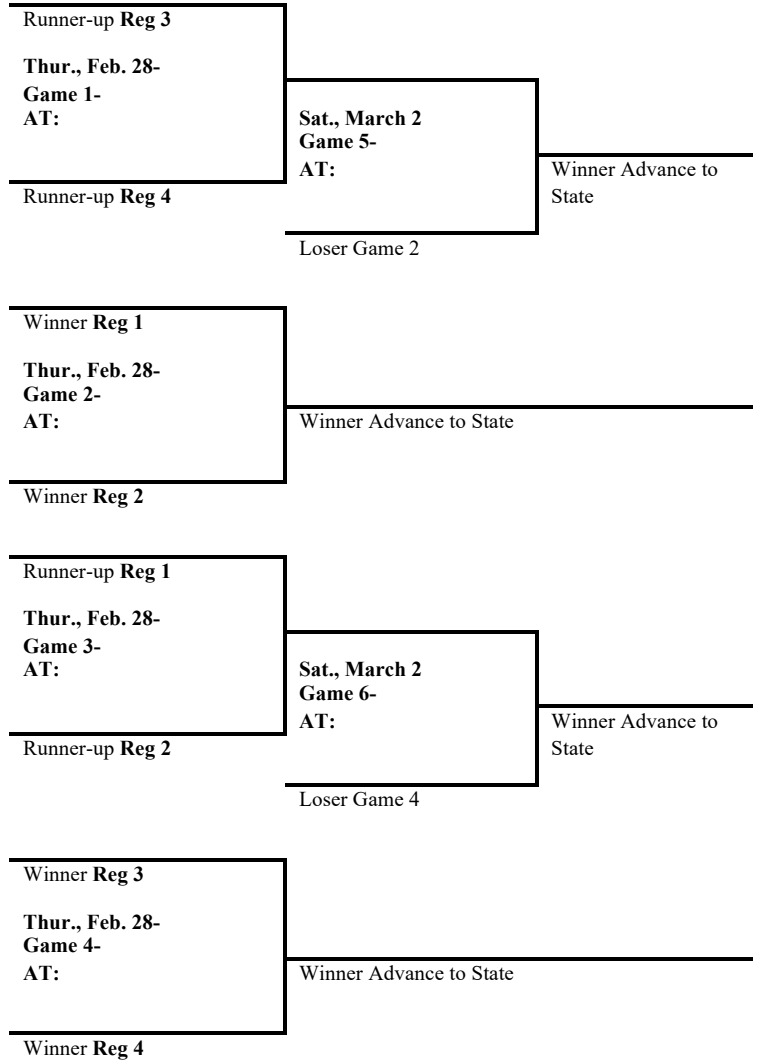 Runner-up Reg 3
Thur., Feb. 28-
Game 1-
AT:
Sat., March 2
Game 5-
AT:
Winner Advance to
State
Runner-up Reg 4
Loser Game 2
Winner Reg 1
Thur., Feb. 28-
Game 2-
AT:
Winner Advance to State
Winner Reg 2
Runner-up Reg 1
Thur., Feb. 28-
Game 3-
AT:
Sat., March 2
Game 6-
AT:
Winner Advance to
State
Runner-up Reg 2
Loser Game 4
Winner Reg 3
Thur., Feb. 28-
Game 4-
AT:
Winner Advance to State
Winner Reg 4